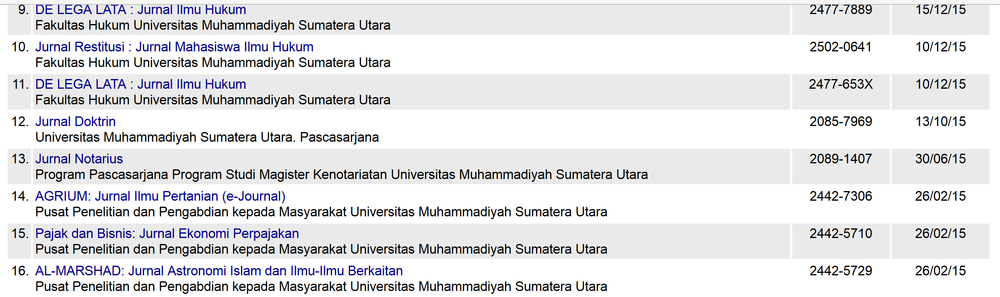 9. DE LEGA LATA : Jurnal Ilmu Hukum 2477-7889 15/12/15
Fakultas Hukum Universitas Muhammadiyah Sumatera Utara
10. Jurnal Restitusi : Jurnal Mahasiswa Ilmu Hukum 2502-0641 10/12/15
Fakultas Hukum Universitas Muhammadiyah Sumatera Utara
11. DE LEGA LATA : Jurnal Ilmu Hukum 2477-653X 10/12/15
Fakultas Hukum Universitas Muhammadiyah Sumatera Utara
12. Jurnal Doktrin 2085-7969 13/10/15
Universitas Muhammadiyah Sumatera Utara. Pascasarjana
13. Jurnal Notarius 2089-1407 30/06/15
Program Pascasarjana Program Studi Magister Kenotariatan Universitas Muhammadiyah Sumatera Utara
14. AGRIUM: Jurnal Ilmu Pertanian (e-Journal) 2442-7306 26/02/15
Pusat Penelitian dan Pengabdian kepada Masyarakat Universitas Muhammadiyah Sumatera Utara
15. Pajak dan Bisnis: Jurnal Ekonomi Perpajakan 2442-5710 26/02/15
Pusat Penelitian dan Pengabdian kepada Masyarakat Universitas Muhammadiyah Sumatera Utara
16. AL-MARSHAD: Jurnal Astronomi Islam dan Ilmu-Ilmu Berkaitan 2442-5729 26/02/15
Pusat Penelitian dan Pengabdian kepada Masyarakat Universitas Muhammadiyah Sumatera Utara